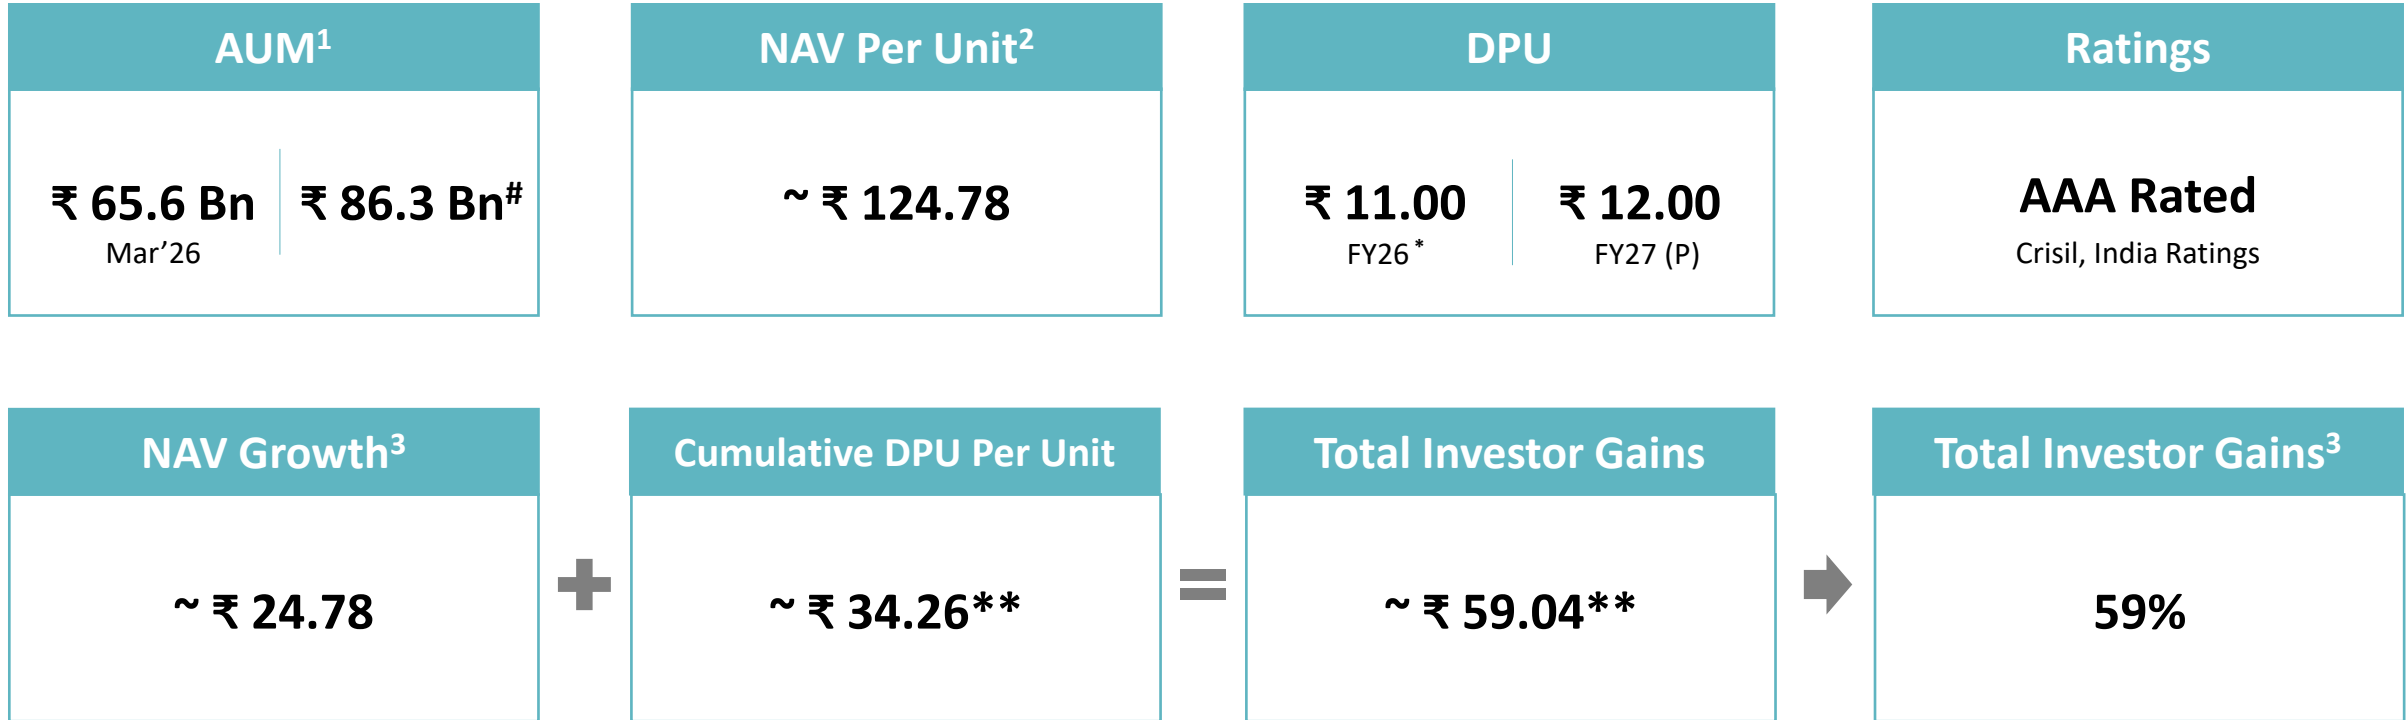 AUM1
₹ 65.6 Bn
Mar’26
₹ 86.3 Bn#
NAV Per Unit2
~ ₹ 124.78
DPU
₹ 11.00
FY26 *
₹ 12.00
FY27 (P)
Ratings
AAA Rated
Crisil, India Ratings
NAV Growth3
~ ₹ 24.78
Cumulative DPU Per Unit
~ ₹ 34.26**
Total Investor Gains
~ ₹ 59.04**
Total Investor Gains3
59%